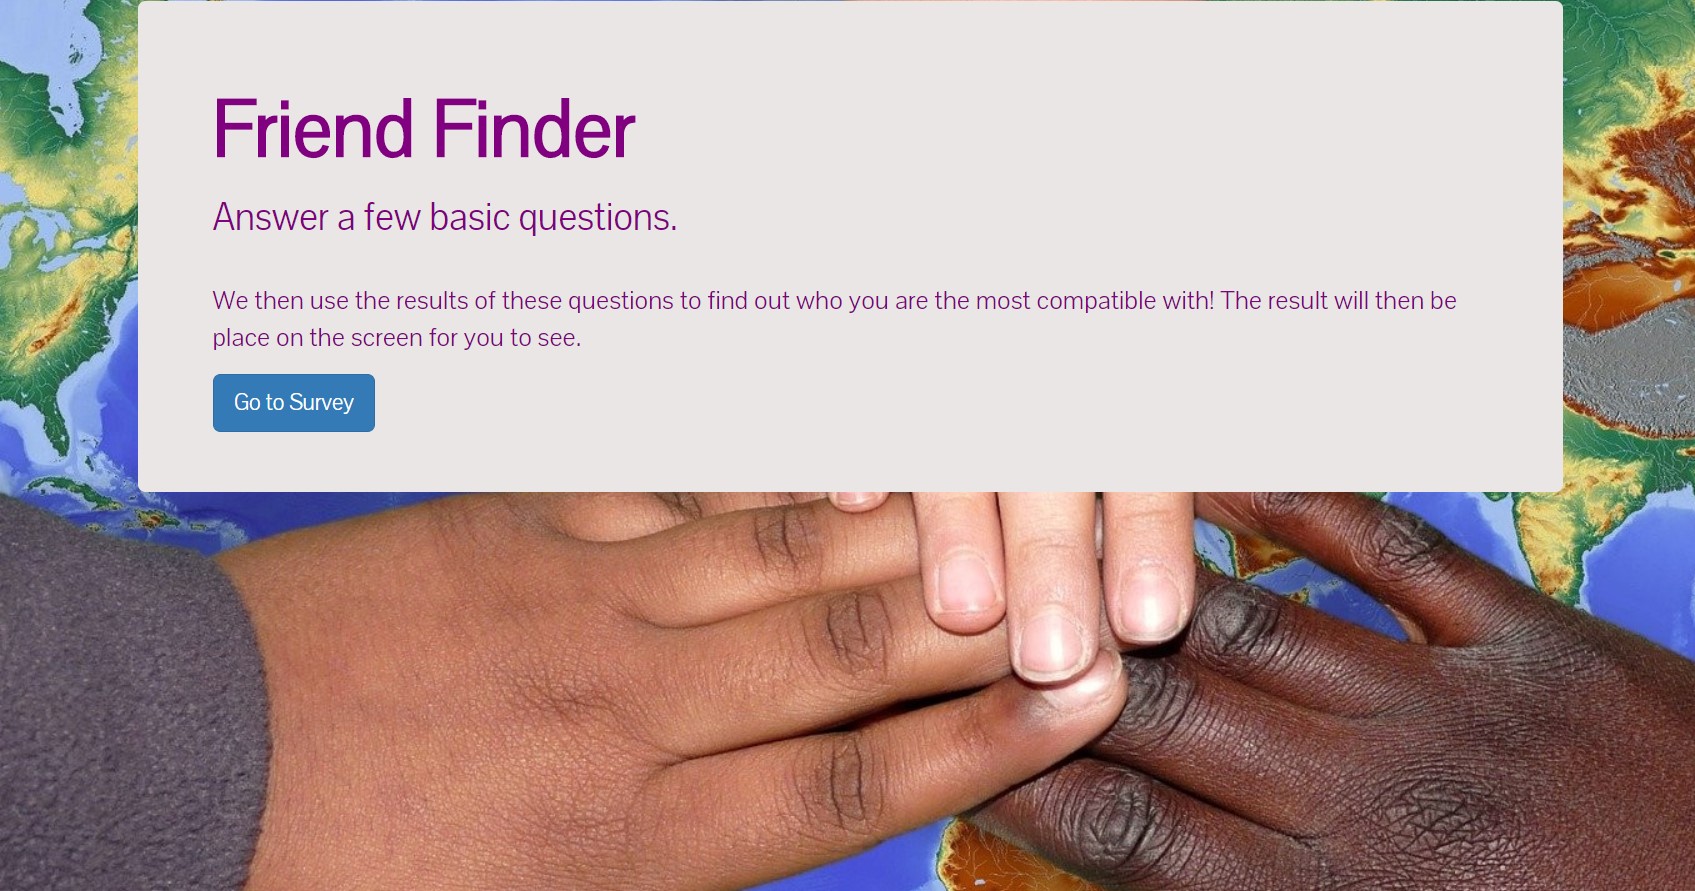 Friend Finder
Answer a few basic questions.
We then use the results of these questions to find out who you are the most compatible with! The result will then be
place on the screen for you to see.
Go to Survey